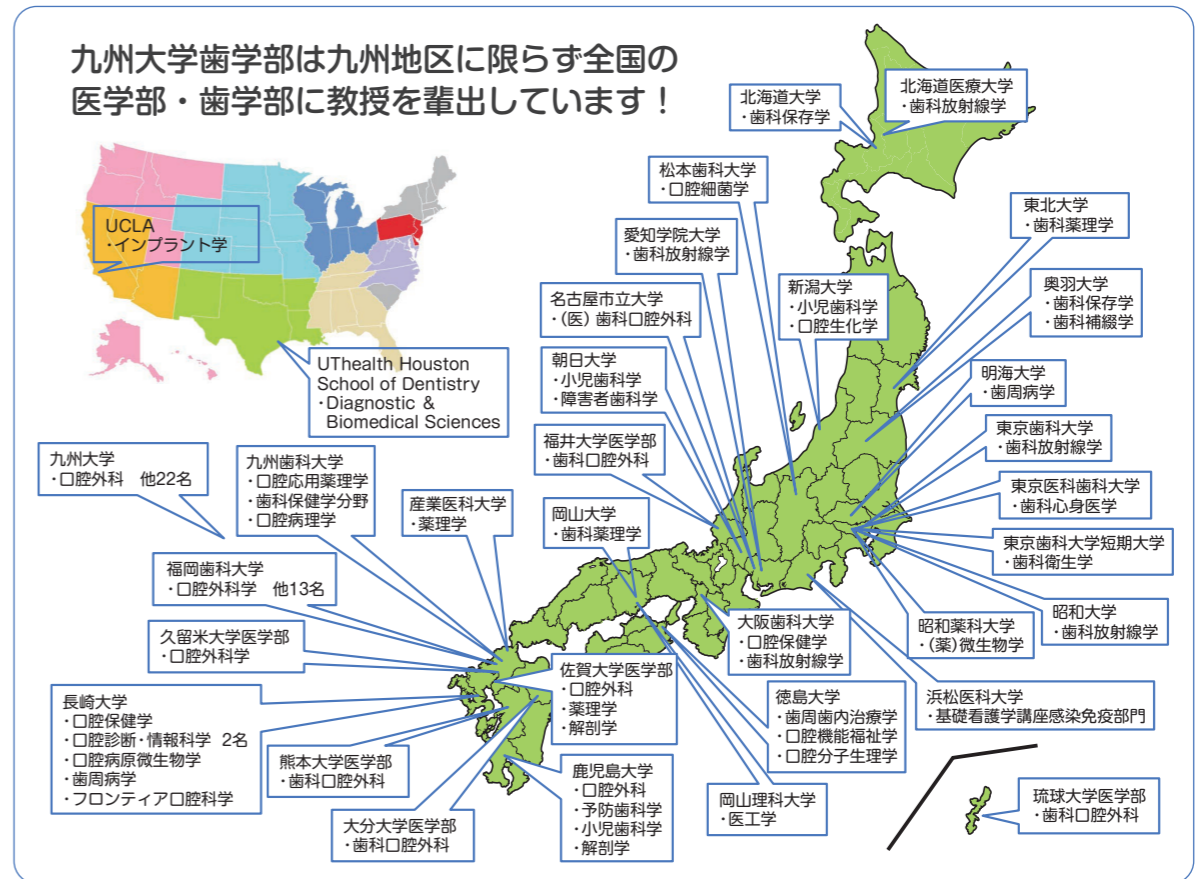 九州大学歯学部は九州地区に限らず全国の
医学部・歯学部に教授を輩出しています！
北海道大学
・歯科保存学
北海道医療大学
・歯科放射線学
松本歯科大学
・口腔細菌学
愛知学院大学
・歯科放射線学
東北大学
・歯科薬理学
UCLA
・インプラント学
名古屋市立大学
・(医) 歯科口腔外科
新潟大学
・小児歯科学
・口腔生化学
奥羽大学
・歯科保存学
・歯科補綴学
朝日大学
・小児歯科学
・障害者歯科学
明海大学
・歯周病学
UThealth Houston
School of Dentistry
・Diagnostic &
Biomedical Sciences
福井大学医学部
・歯科口腔外科
東京歯科大学
・歯科放射線学
九州大学
・口腔外科　他22名
九州歯科大学
・口腔応用薬理学
・歯科保健学分野
・口腔病理学
産業医科大学
・薬理学
岡山大学
・歯科薬理学
東京医科歯科大学
・歯科心身医学
東京歯科大学短期大学
・歯科衛生学
福岡歯科大学
・口腔外科学　他13名
大阪歯科大学
・口腔保健学
・歯科放射線学
昭和薬科大学
・(薬)微生物学
昭和大学
・歯科放射線学
久留米大学医学部
・口腔外科学
佐賀大学医学部
・口腔外科
・薬理学
・解剖学
徳島大学
・歯周歯内治療学
・口腔機能福祉学
・口腔分子生理学
浜松医科大学
・基礎看護学講座感染免疫部門
長崎大学
・口腔保健学
・口腔診断・情報科学　2名
・口腔病原微生物学
・歯周病学
・フロンティア口腔科学
熊本大学医学部
・歯科口腔外科
鹿児島大学
・口腔外科
・予防歯科学
・小児歯科学
・解剖学
岡山理科大学
・医工学
琉球大学医学部
・歯科口腔外科
大分大学医学部
・歯科口腔外科